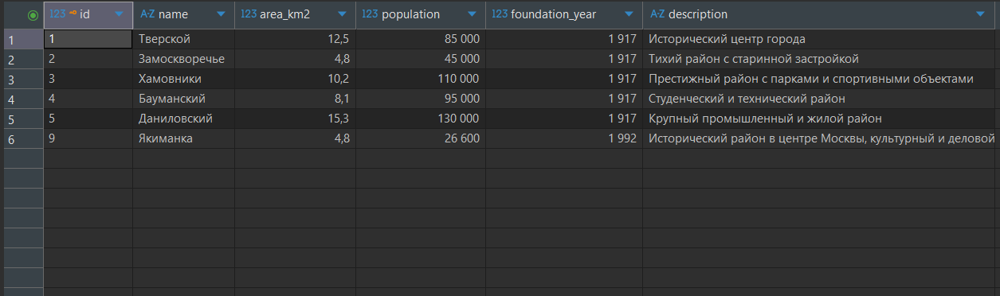 123 id A-Z name 123 area_km2 123 population 123 foundation_year A-Z description
1 1 Тверской 12,5 85 000 1 917 Исторический центр города
2 2 Замоскворечье 4,8 45 000 1 917 Тихий район с старинной застройкой
3 3 Хамовники 10,2 110 000 1 917 Престижный район с парками и спортивными объектами
4 4 Бауманский 8,1 95 000 1 917 Студенческий и технический район
5 5 Даниловский 15,3 130 000 1 917 Крупный промышленный и жилой район
6 9 Якиманка 4,8 26 600 1 992 Исторический район в центре Москвы, культурный и деловой